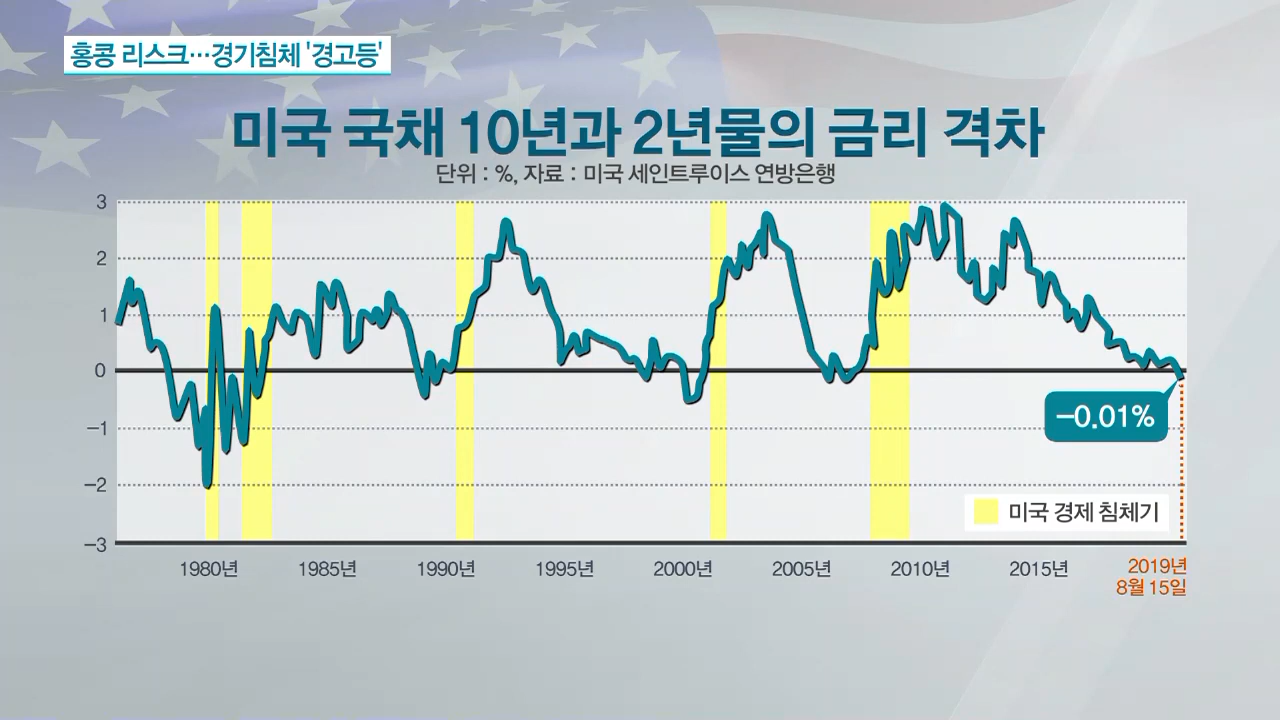 홍콩 리스크…경기침체 '경고등'
미국 국채 10년과 2년물의 금리 격차
단위 : %, 자료 : 미국 세인트루이스 연방은행
3
2
1
0
−1
−2
−3
−0.01%
미국 경제 침체기
1980년 1985년 1990년 1995년 2000년 2005년 2010년 2015년 2019년
8월 15일